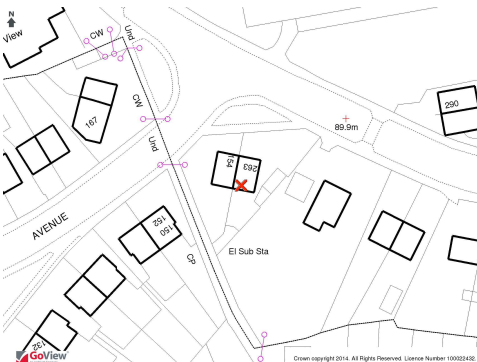 N
View
CW
Und
CW
167
Und
290
89.9m
154
263
AVENUE
152
150
CP
El Sub Sta
132
GoView
Crown copyright 2014. All Rights Reserved. Licence Number 100022432.